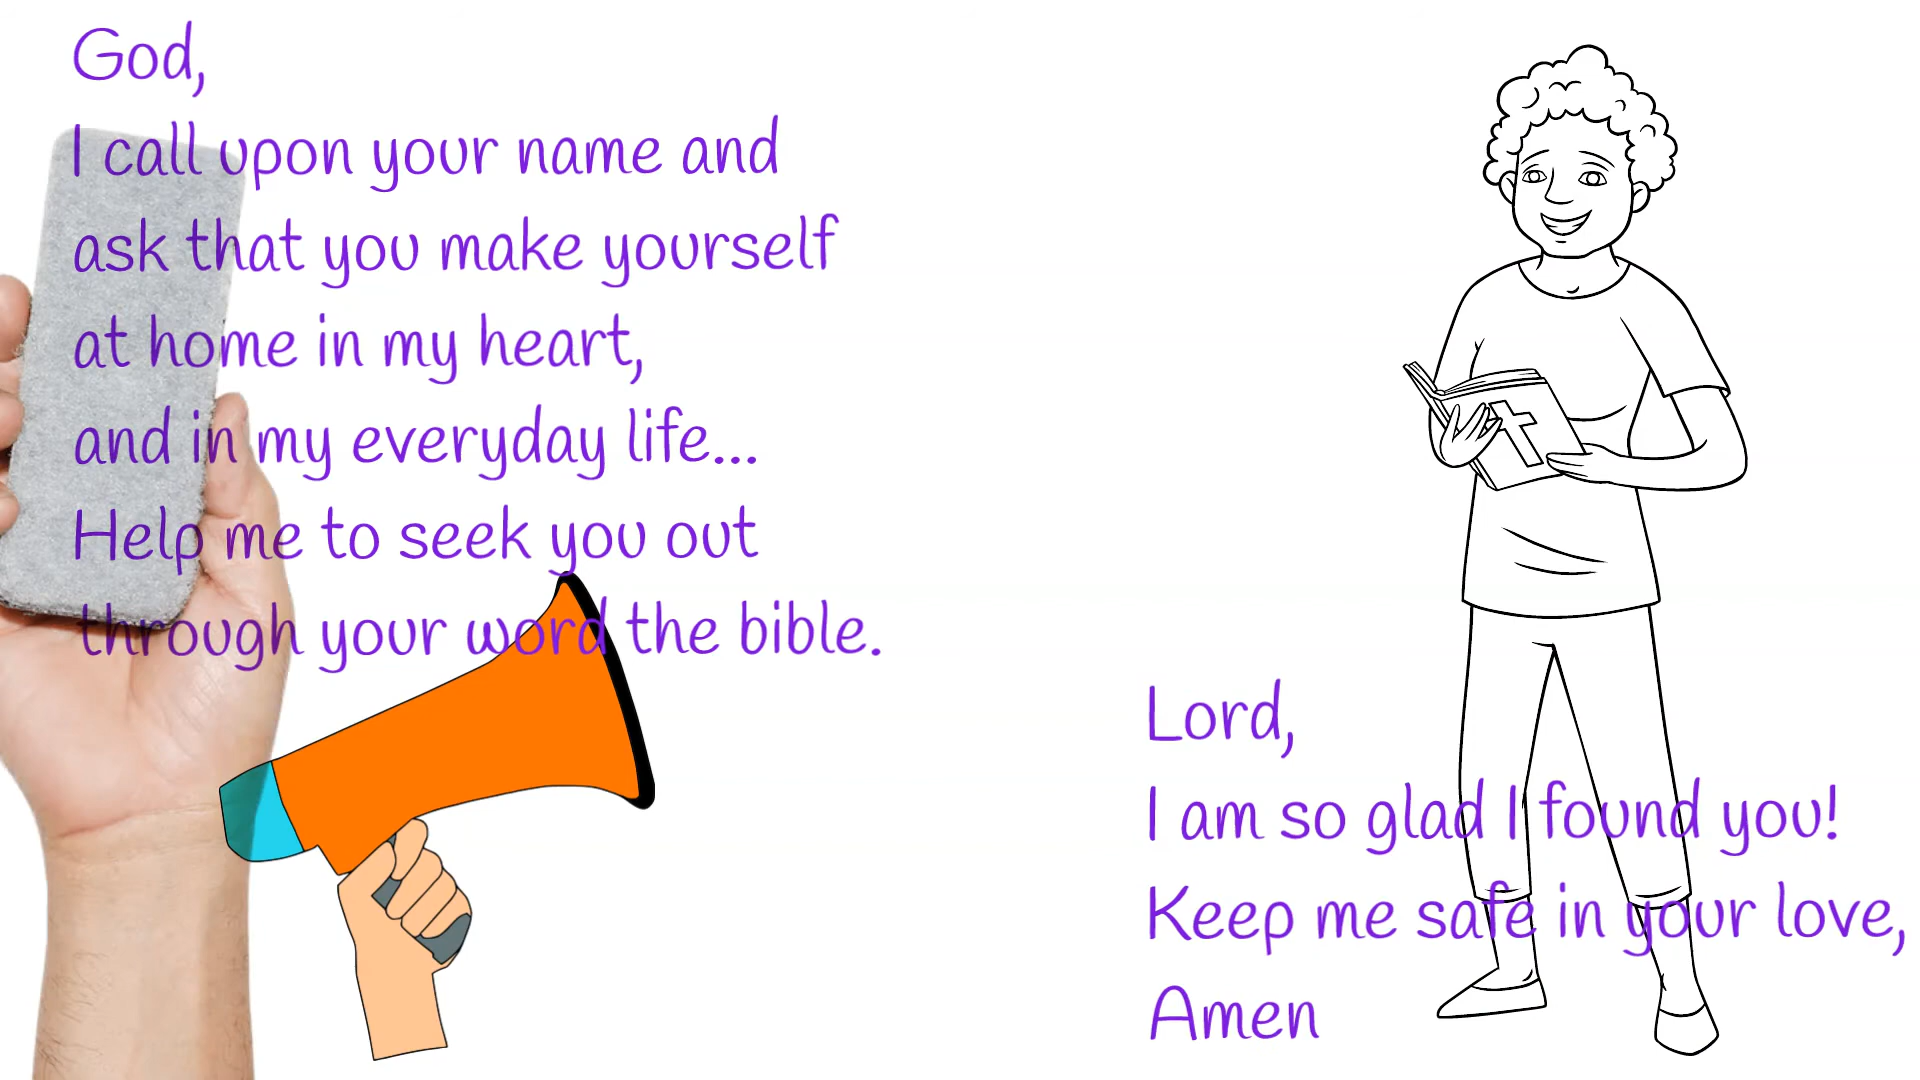 God,
I call upon your name and
ask that you make yourself
at home in my heart,
and in my everyday life...
Help me to seek you out
through your word the bible.
Lord,
I am so glad I found you!
Keep me safe in your love,
Amen